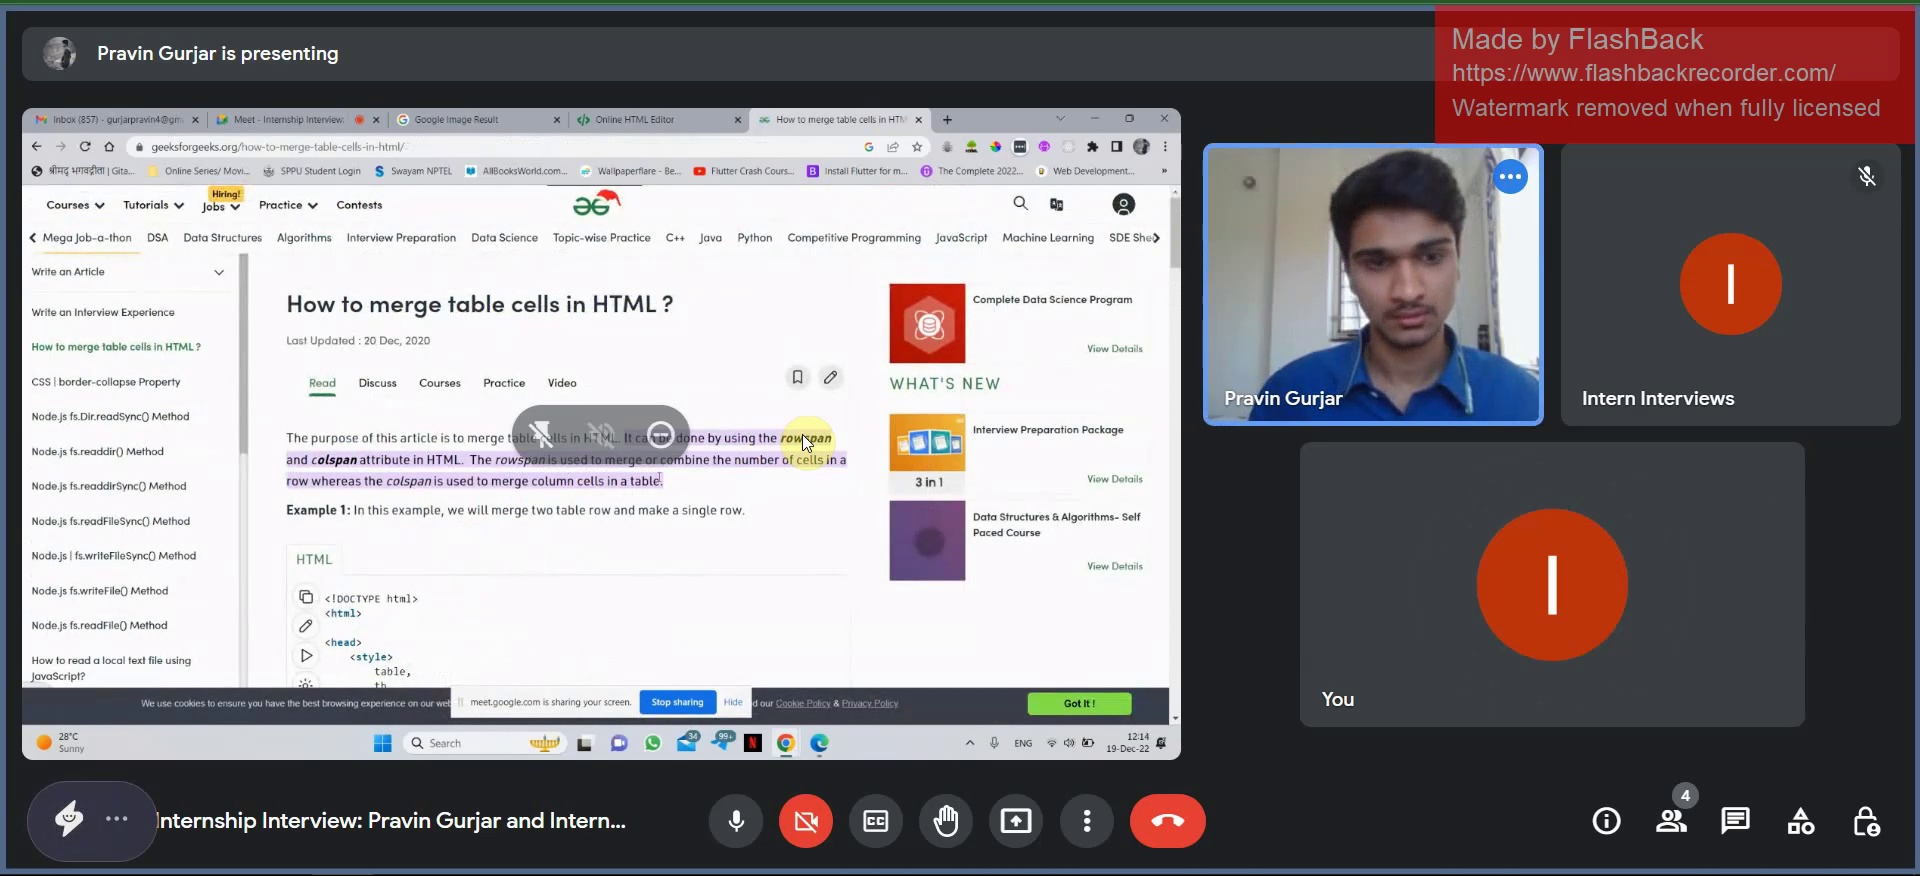 Pravin Gurjar is presenting
Made by FlashBack
https://www.flashbackrecorder.com/
Watermark removed when fully licensed
Inbox (857) - gurjarpravin4@gm
Meet - Internship Interview:
Google Image Result
Online HTML Editor
How to merge table cells in HTM
geeksforgeeks.org/how-to-merge-table-cells-in-html/
श्रीमद् भगवद्गीता | Gita...
Online Series/ Movi...
SPPU Student Login
Swayam NPTEL
AllBooksWorld.com...
Wallpaperflare - Be...
Flutter Crash Cours...
Install Flutter for m...
The Complete 2022...
Web Development...
Hiring!
Courses
Tutorials
Jobs
Practice
Contests
Mega Job-a-thon
DSA
Data Structures
Algorithms
Interview Preparation
Data Science
Topic-wise Practice
C++
Java
Python
Competitive Programming
JavaScript
Machine Learning
SDE She
Write an Article
Write an Interview Experience
How to merge table cells in HTML ?
CSS | border-collapse Property
Node.js fs.Dir.readSync() Method
Node.js fs.readdir() Method
Node.js fs.readdirSync() Method
Node.js fs.readFileSync() Method
Node.js | fs.writeFileSync() Method
Node.js fs.writeFile() Method
Node.js fs.readFile() Method
How to read a local text file using
JavaScript?
How to merge table cells in HTML ?
Last Updated : 20 Dec, 2020
Read
Discuss
Courses
Practice
Video
The purpose of this article is to merge table cells in HTML. It can be done by using the rowspan
and colspan attribute in HTML. The rowspan is used to merge or combine the number of cells in a
row whereas the colspan is used to merge column cells in a table.
Example 1: In this example, we will merge two table row and make a single row.
HTML
<!DOCTYPE html>
<html>
<head>
<style>
table,
th
Complete Data Science Program
View Details
WHAT'S NEW
Interview Preparation Package
3 in 1
View Details
Data Structures & Algorithms- Self
Paced Course
View Details
We use cookies to ensure you have the best browsing experience on our web
meet.google.com is sharing your screen.
Stop sharing
Hide
d our Cookie Policy & Privacy Policy
Got It !
28°C
Sunny
Search
34
99+
N
ENG
12:14
19-Dec-22
Pravin Gurjar
I
Intern Interviews
I
You
Internship Interview: Pravin Gurjar and Intern...
4